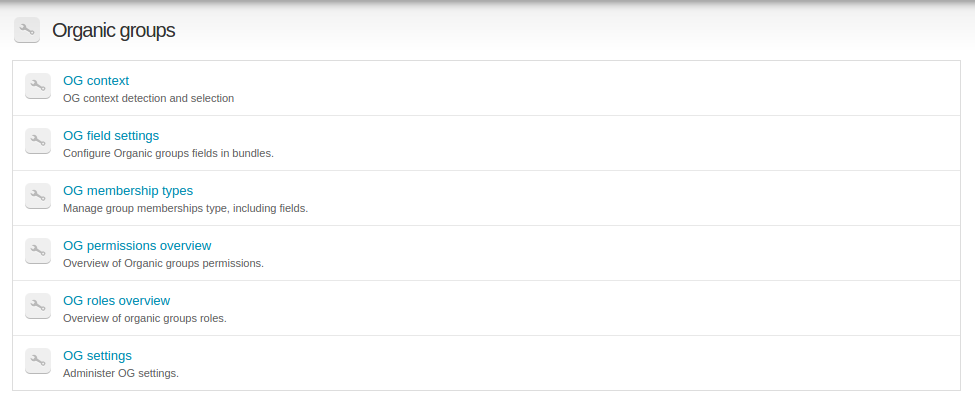 Organic groups
OG context
OG context detection and selection
OG field settings
Configure Organic groups fields in bundles.
OG membership types
Manage group memberships type, including fields.
OG permissions overview
Overview of Organic groups permissions.
OG roles overview
Overview of organic groups roles.
OG settings
Administer OG settings.